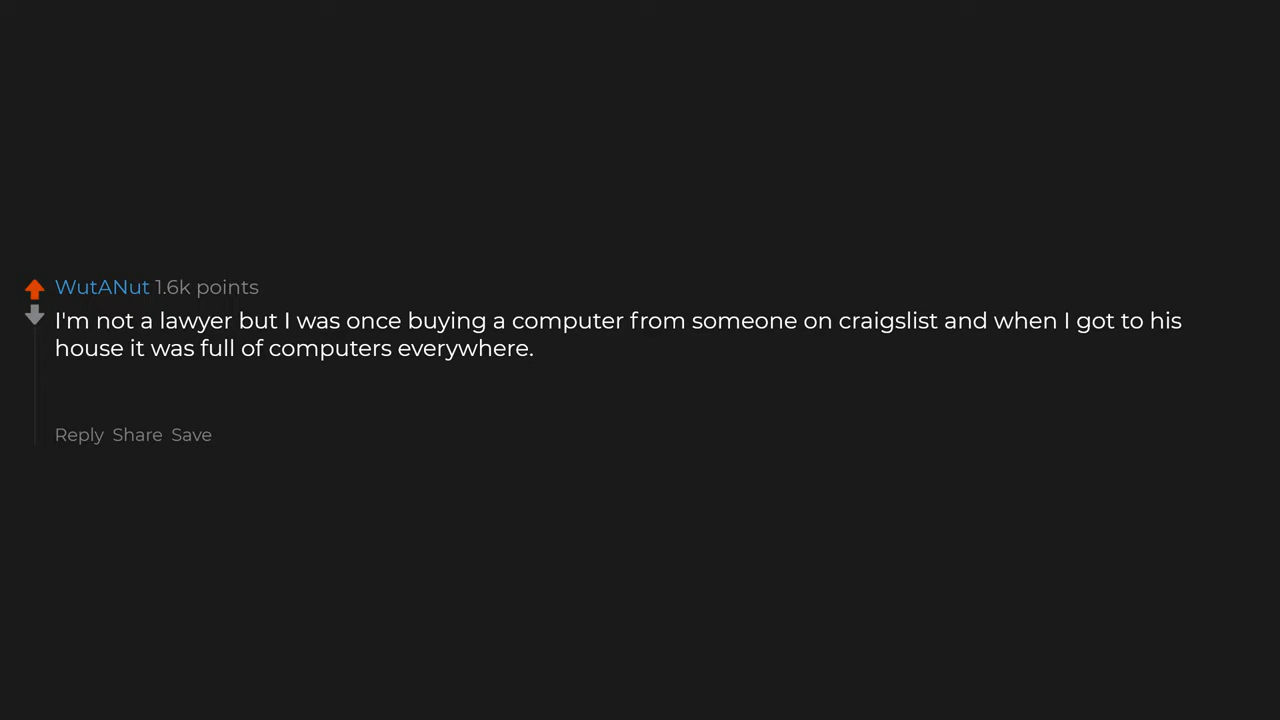 WutANut 1.6k points
I'm not a lawyer but I was once buying a computer from someone on craigslist and when I got to his
house it was full of computers everywhere.
Reply Share Save